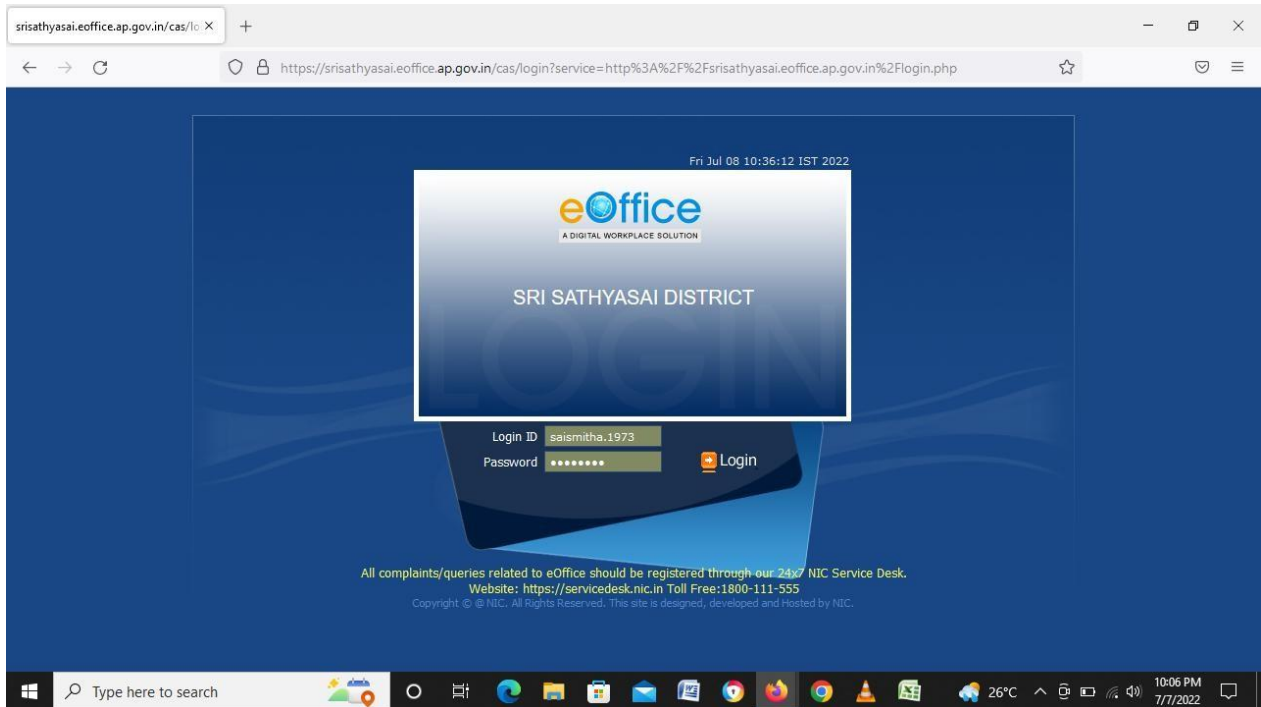 srisathyasai.eoffice.ap.gov.in/cas/lo
https://srisathyasai.eoffice.ap.gov.in/cas/login?service=http%3A%2F%2Fsrisathyasai.eoffice.ap.gov.in%2Flogin.php
Fri Jul 08 10:36:12 IST 2022
eOffice
A DIGITAL WORKPLACE SOLUTION
SRI SATHYASAI DISTRICT
LOGIN
Login ID saismitha.1973
Password ••••••••
Login
All complaints/queries related to eOffice should be registered through our 24x7 NIC Service Desk.
Website: https://servicedesk.nic.in Toll Free:1800-111-555
Copyright © @ NIC. All Rights Reserved. This site is designed, developed and Hosted by NIC.
Type here to search
26°C
10:06 PM
7/7/2022